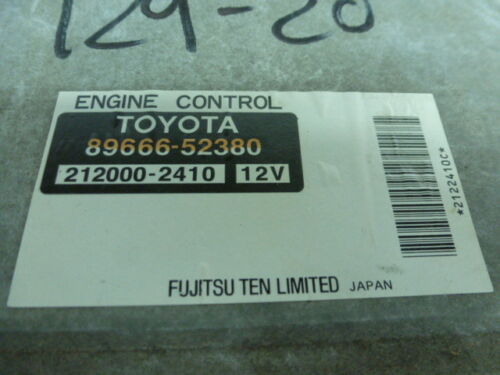 129-20
ENGINE CONTROL
TOYOTA
89666-52380
212000-2410 12V
*2122410C*
FUJITSU TEN LIMITED JAPAN